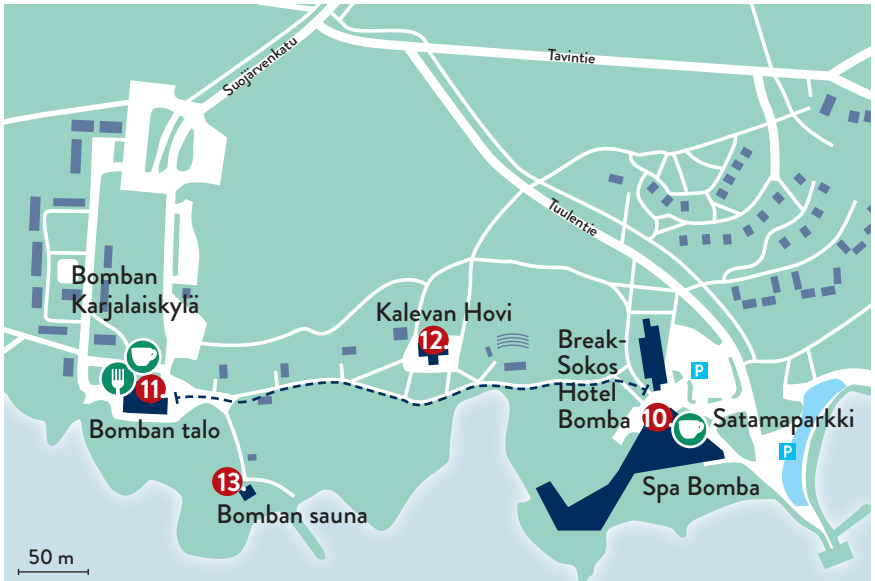 Suojärvenkatu
Tavintie
Tuulentie
Bomban
Karjalaiskylä
Kalevan Hovi
12.
Break-
Sokos
Hotel
Bomba
P
11.
10.
Satamaparkki
Bomban talo
P
13.
Spa Bomba
Bomban sauna
50 m